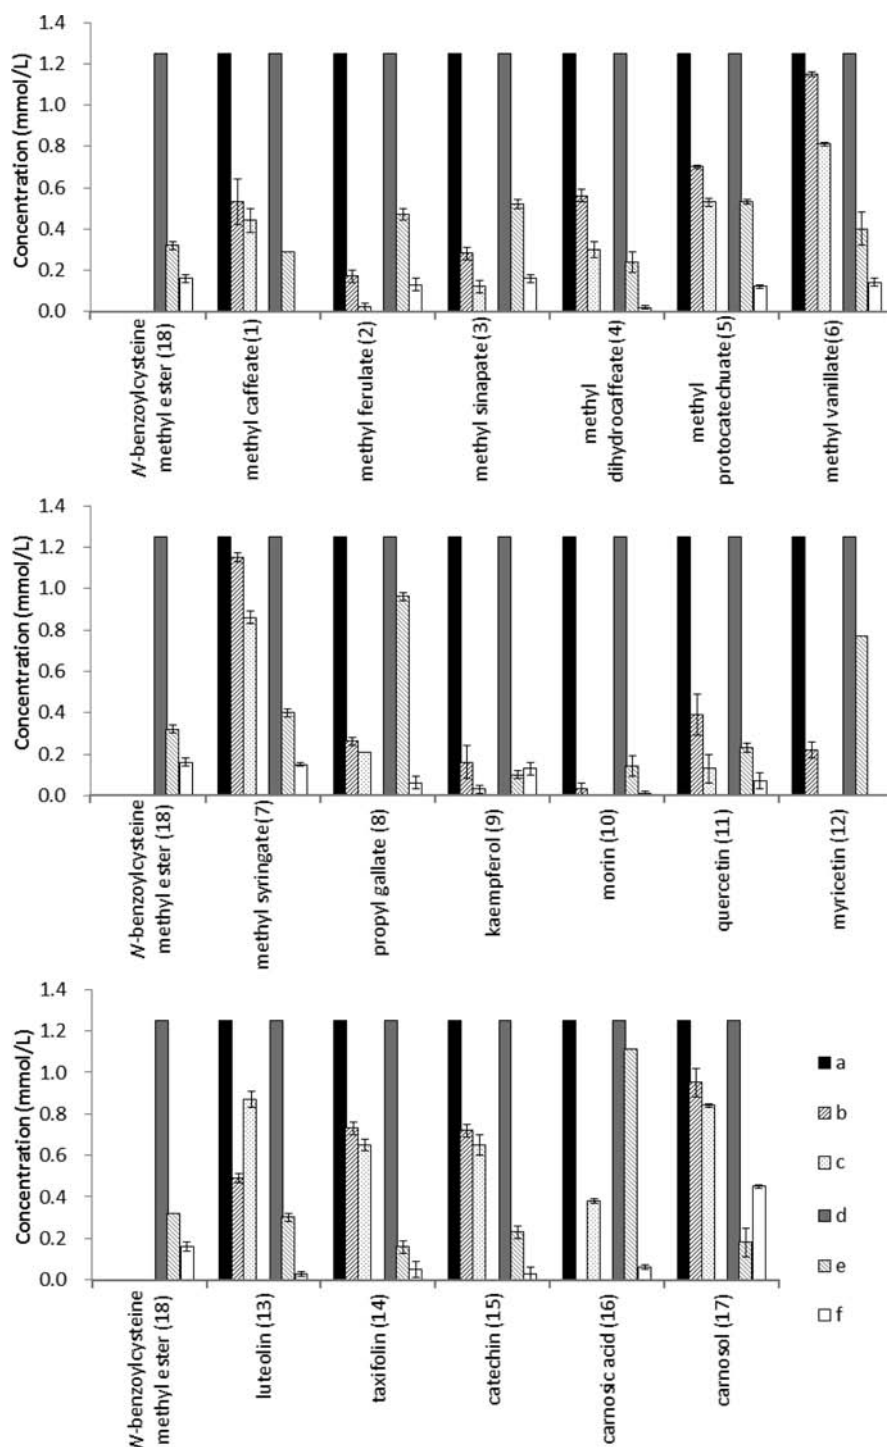 Concentration (mmol/L)
1.4
1.2
1.0
0.8
0.6
0.4
0.2
0.0
N-benzoylcysteine
methyl ester (18)
methyl caffeate (1)
methyl ferulate (2)
methyl sinapate (3)
methyl
dihydrocaffeate (4)
methyl
protocatechuate (5)
methyl vanillate (6)
Concentration (mmol/L)
1.4
1.2
1.0
0.8
0.6
0.4
0.2
0.0
N-benzoylcysteine
methyl ester (18)
methyl syringate (7)
propyl gallate (8)
kaempferol (9)
morin (10)
quercetin (11)
myricetin (12)
Concentration (mmol/L)
1.4
1.2
1.0
0.8
0.6
0.4
0.2
0.0
N-benzoylcysteine
methyl ester (18)
luteolin (13)
taxifolin (14)
catechin (15)
carnosic acid (16)
carnosol (17)
a
b
c
d
e
f